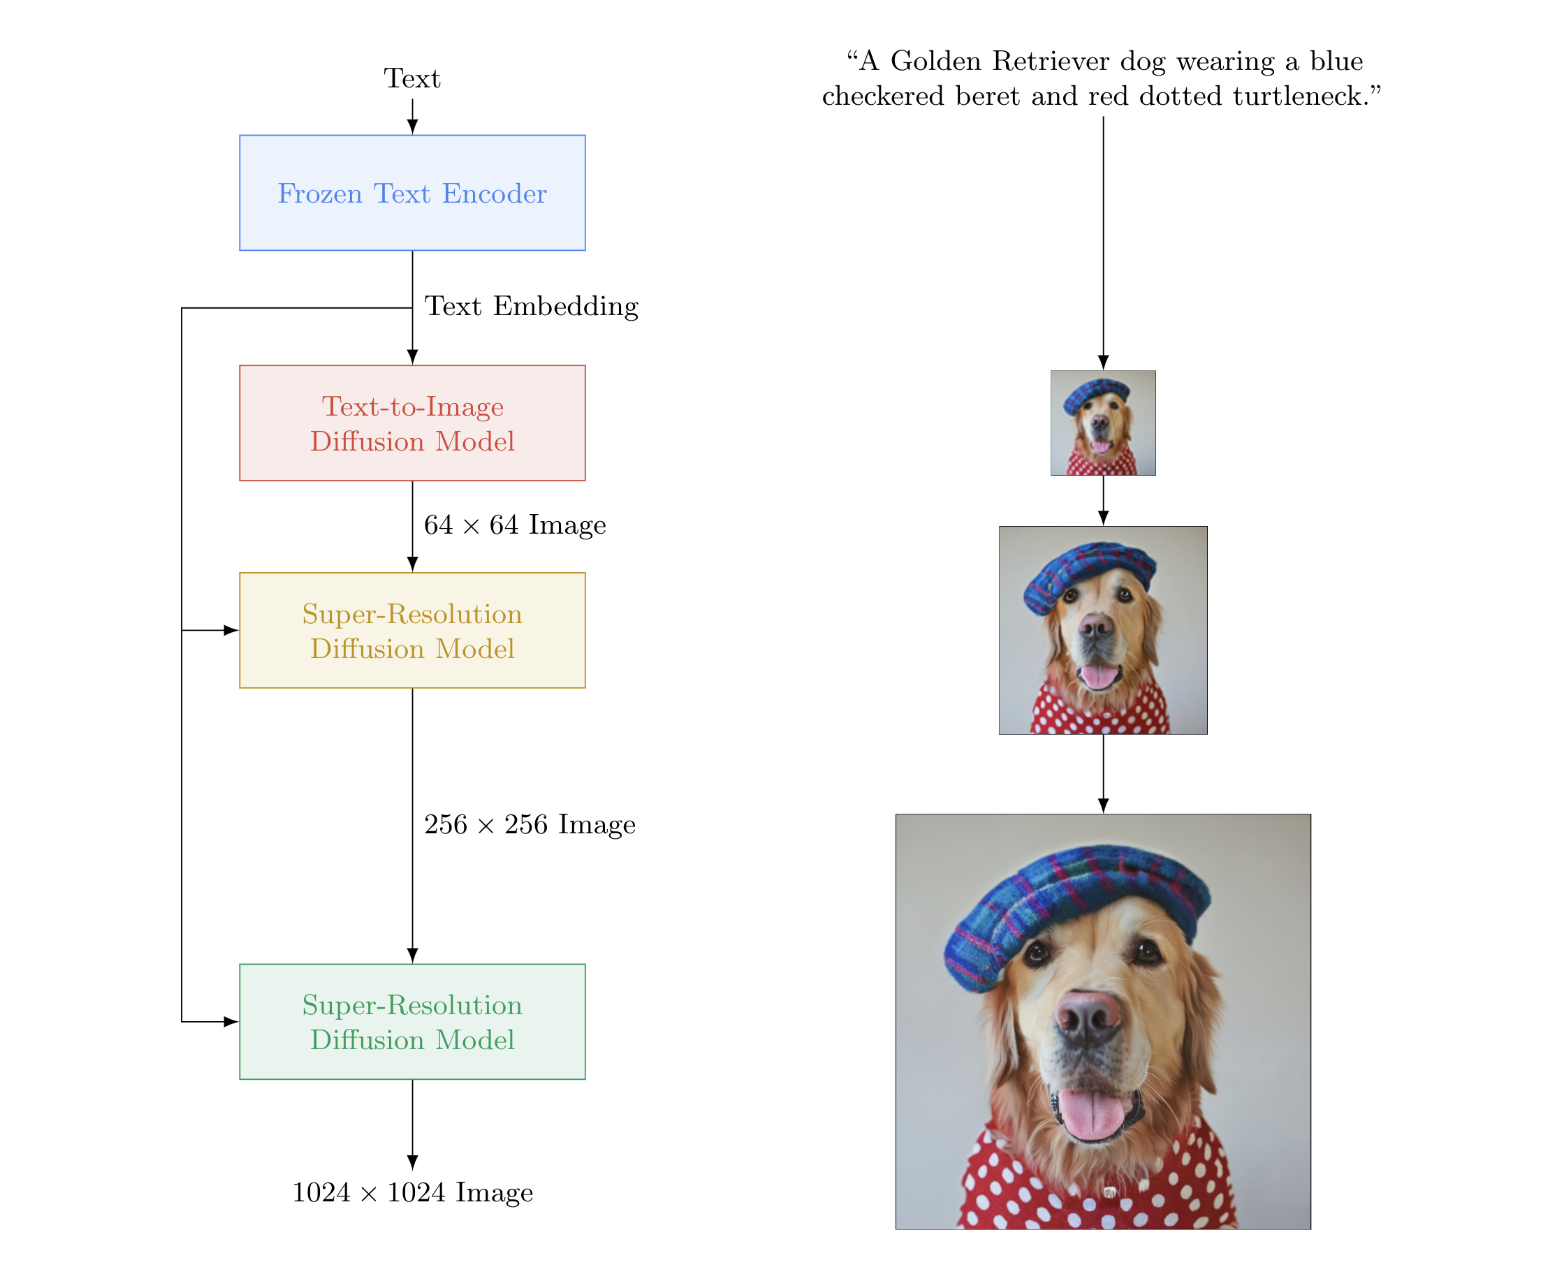 Text
Frozen Text Encoder
Text Embedding
Text-to-Image
Diffusion Model
64 × 64 Image
Super-Resolution
Diffusion Model
256 × 256 Image
Super-Resolution
Diffusion Model
1024 × 1024 Image
“A Golden Retriever dog wearing a blue
checkered beret and red dotted turtleneck.”